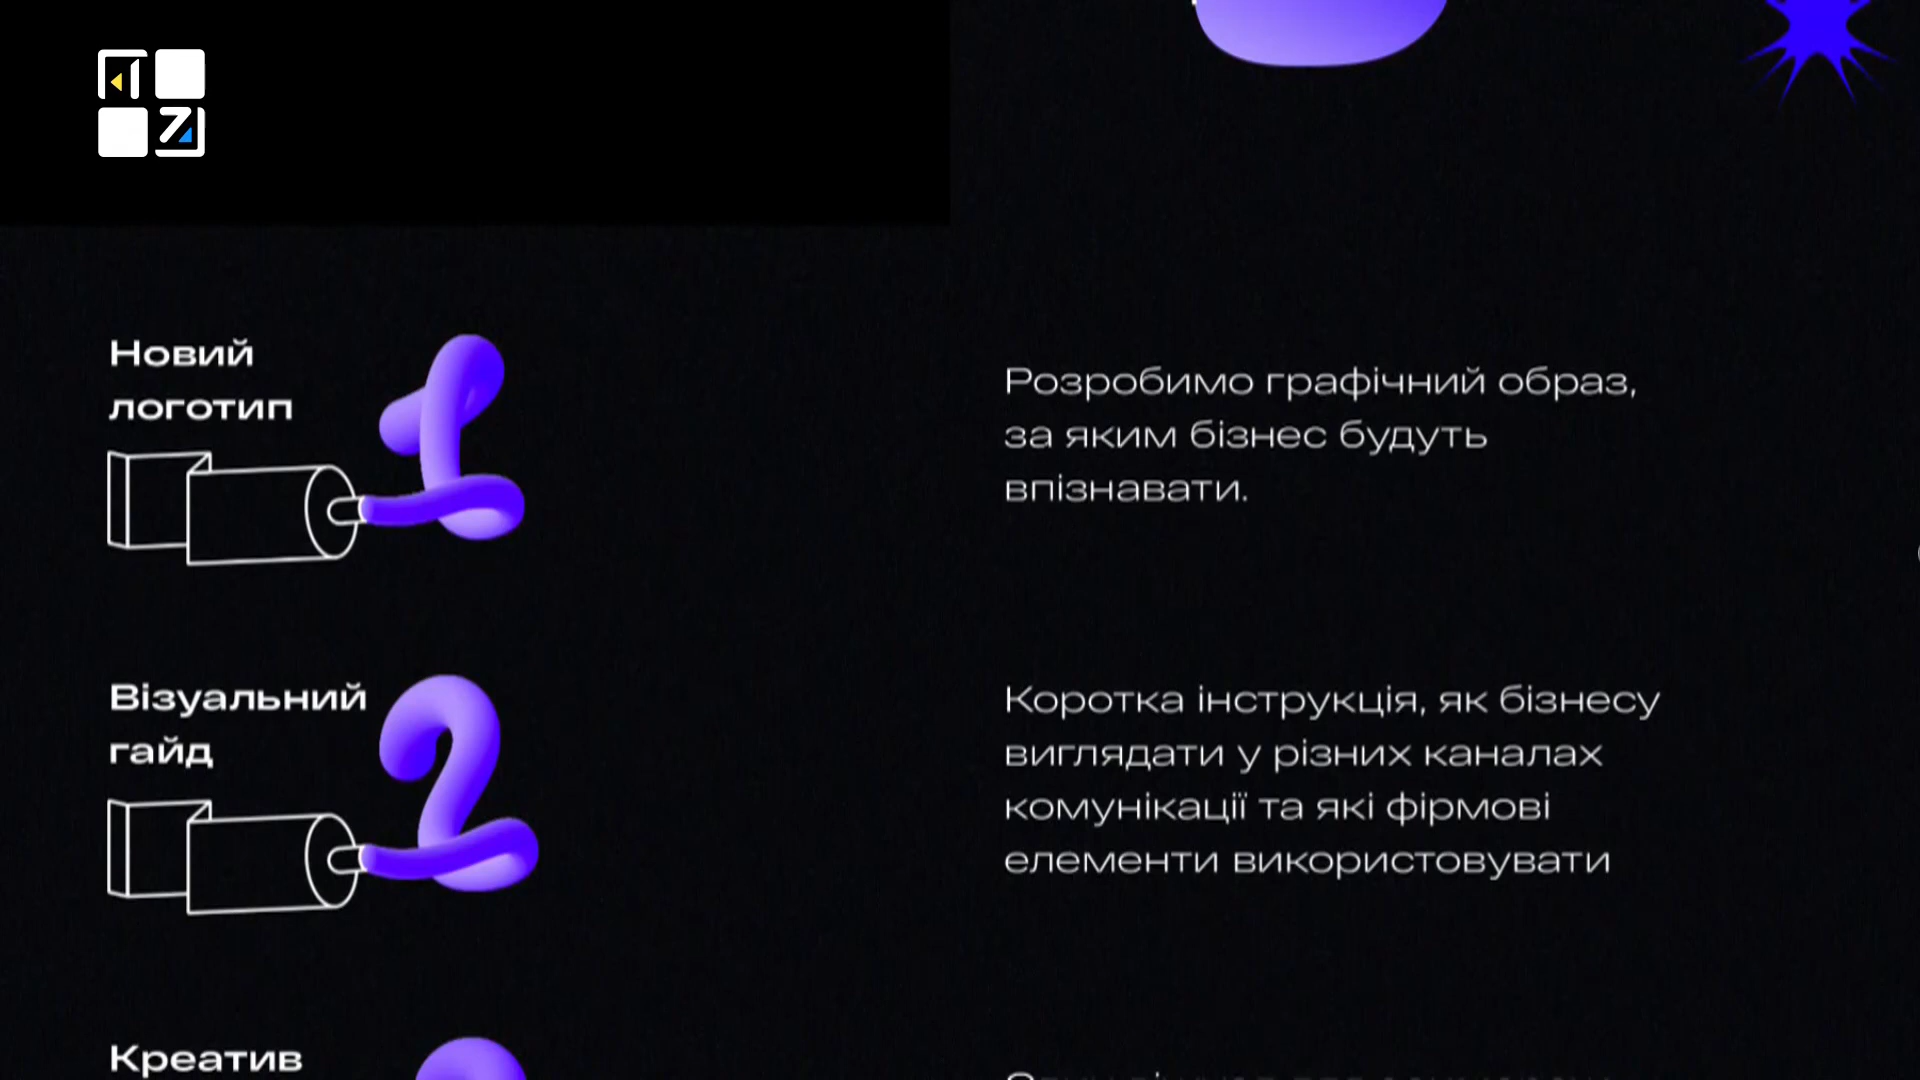 Новий
логотип
Розробимо графічний образ,
за яким бізнес будуть
впізнавати.
Візуальний
гайд
Коротка інструкція, як бізнесу
виглядати у різних каналах
комунікації та які фірмові
елементи використовувати
Креатив